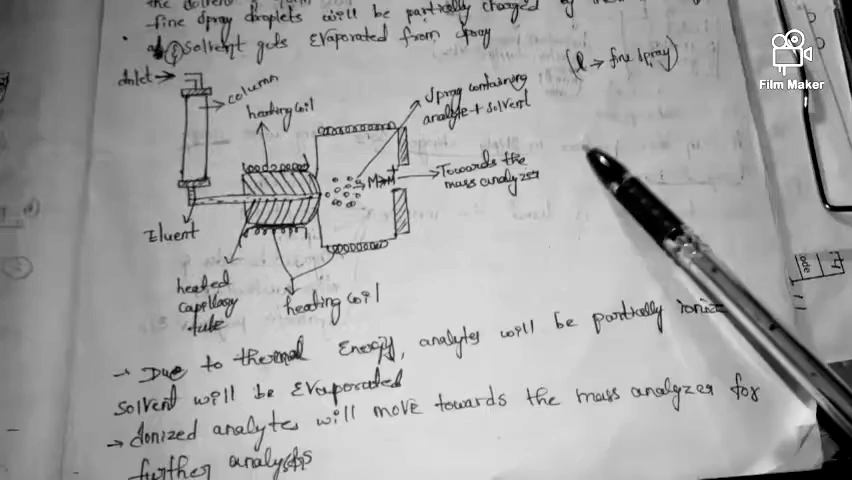 fine spray droplets will be partially charged by
solvent gets Evaporated from spray
(l → fine spray)
Inlet →
column
heating coil
Spray containing
analyte + solvent
Towards the
mass analyzer
Eluent
heated
capillary
tube
heating coil
→ Due to thermal Energy, analytes will be partially
solvent will be Evaporated
→ Ionized analytes will move towards the mass analyzer for
further analysis
Film Maker